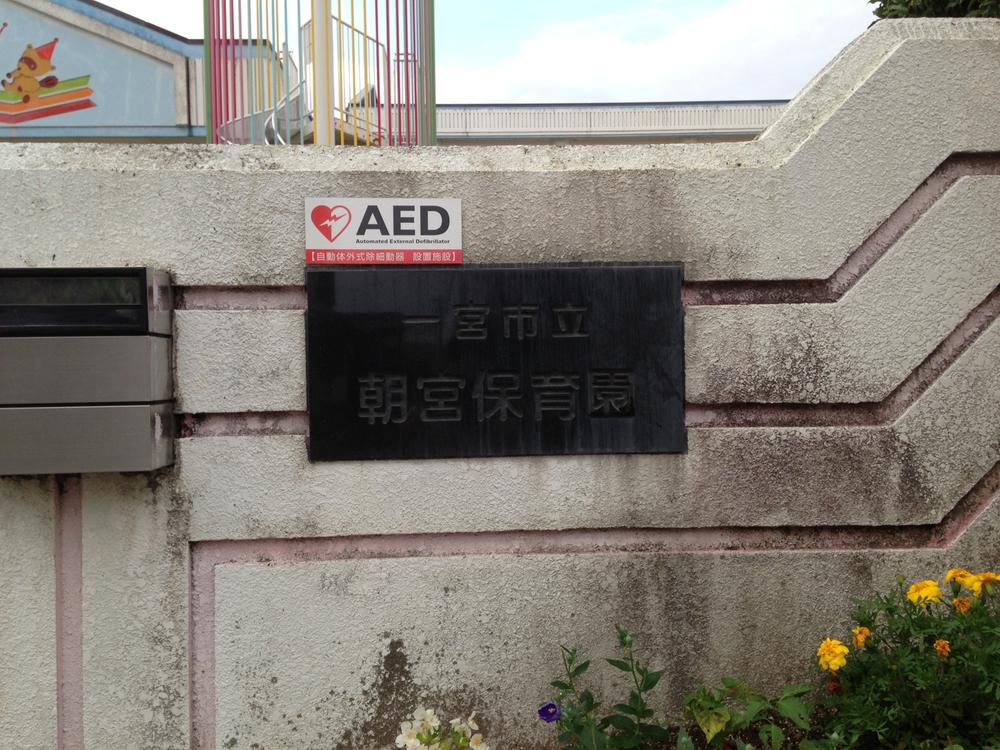 AED
Automated External Defibrillator
【自動体外式除細動器 設置施設】
一宮市立
朝宮保育園